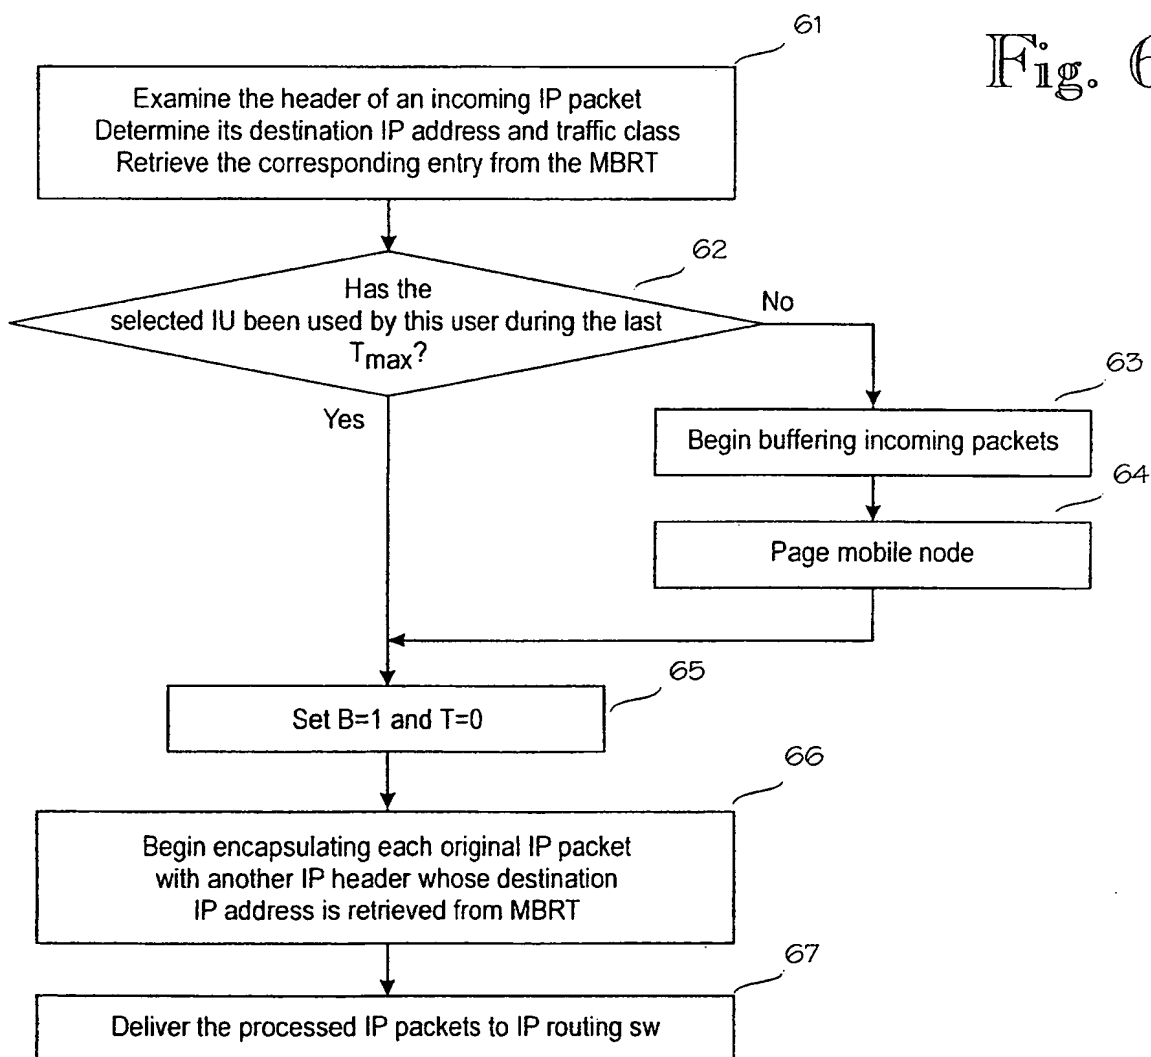 61
Fig. 6
Examine the header of an incoming IP packet
Determine its destination IP address and traffic class
Retrieve the corresponding entry from the MBRT
62
Has the
selected IU been used by this user during the last
Tmax?
No
Yes
63
Begin buffering incoming packets
64
Page mobile node
65
Set B=1 and T=0
66
Begin encapsulating each original IP packet
with another IP header whose destination
IP address is retrieved from MBRT
67
Deliver the processed IP packets to IP routing sw